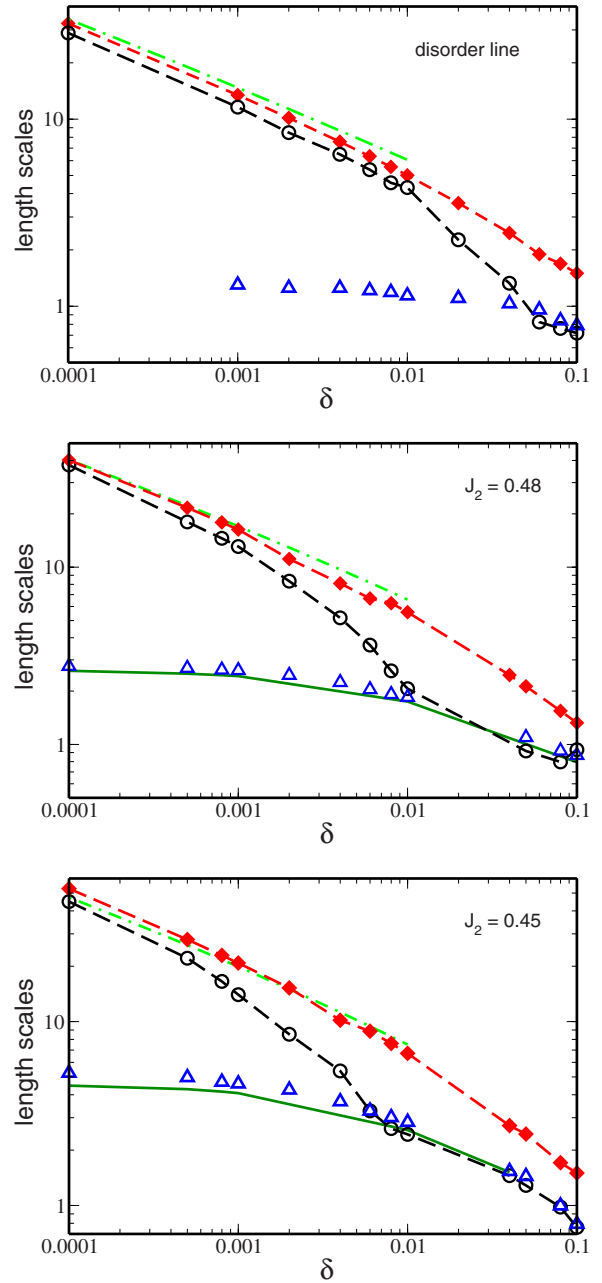 disorder line
length scales
10
1
0.0001
0.001
0.01
0.1
δ
J2 = 0.48
length scales
10
1
0.0001
0.001
0.01
0.1
δ
J2 = 0.45
length scales
10
1
0.0001
0.001
0.01
0.1
δ